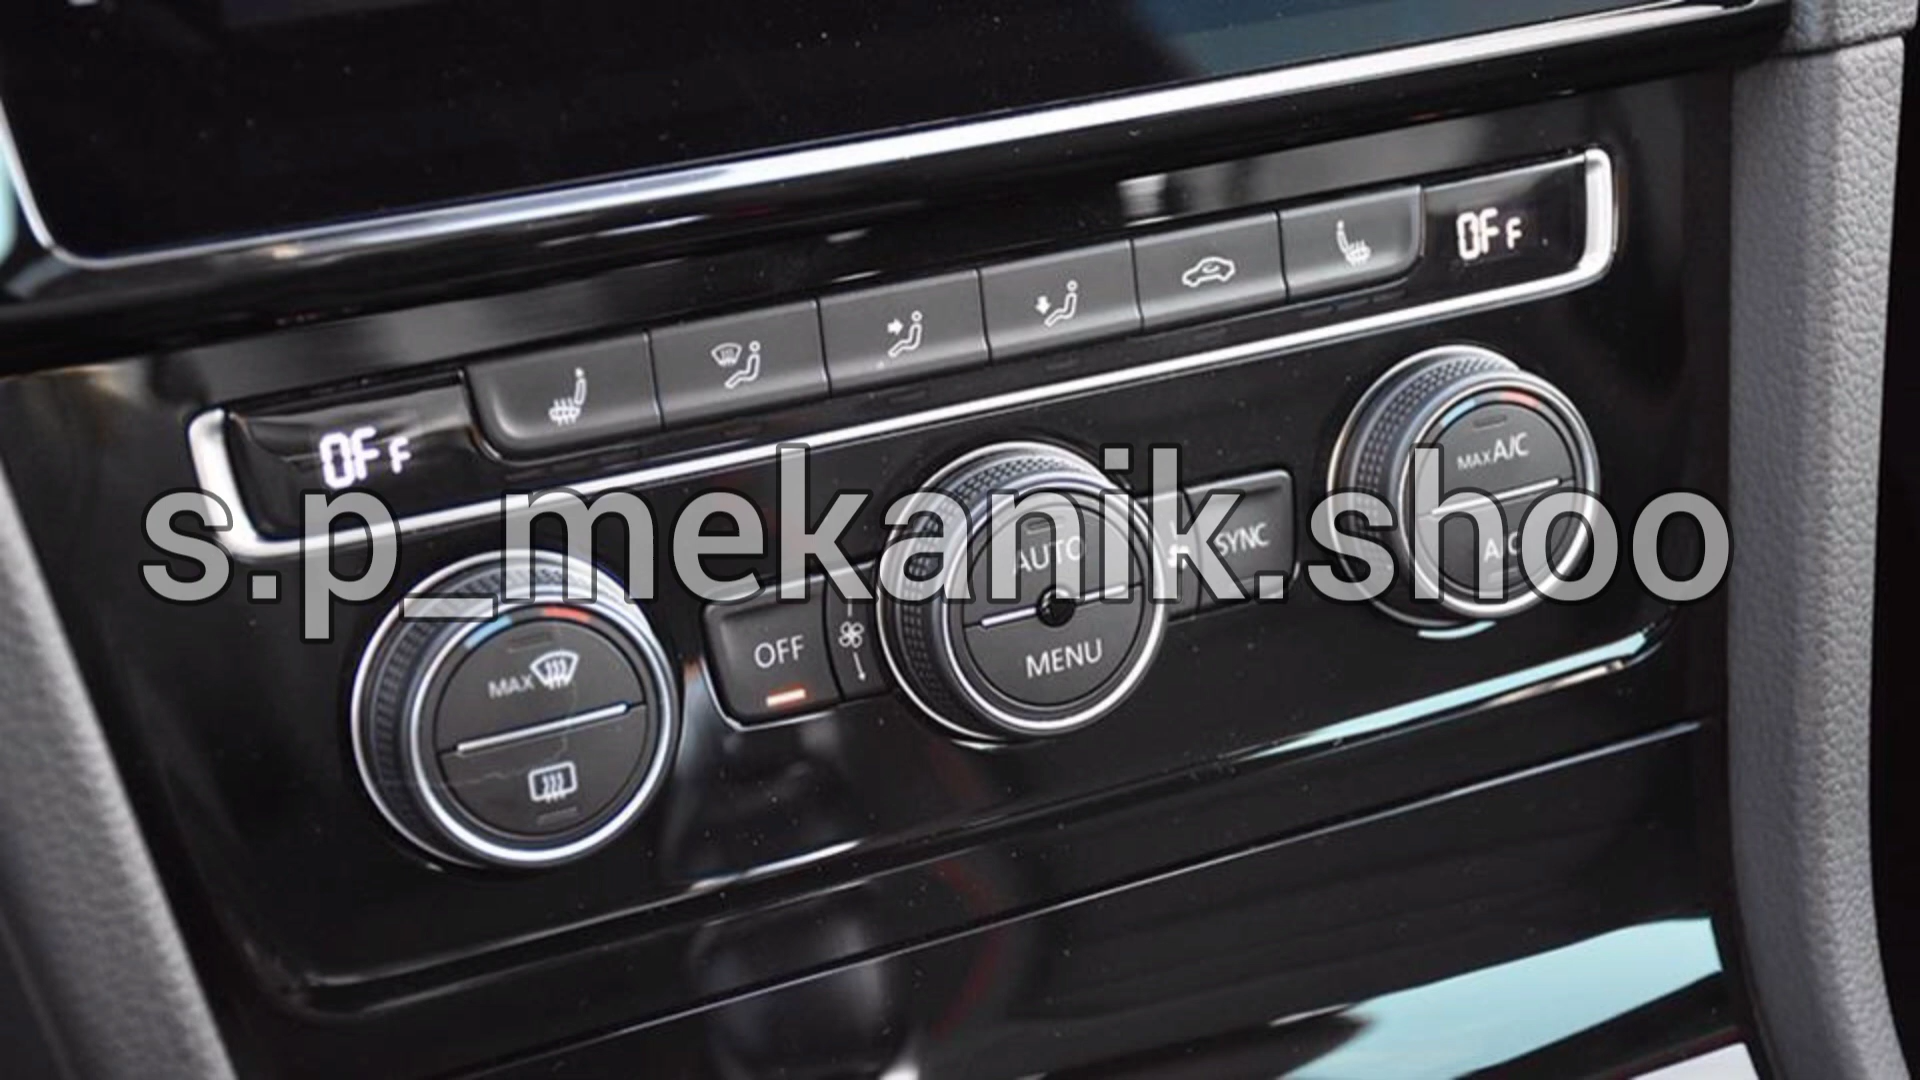 OFF
OFF
s.p_mekanik.shoo
MAX A/C
AUTO
SYNC
A/C
OFF
MENU
MAX